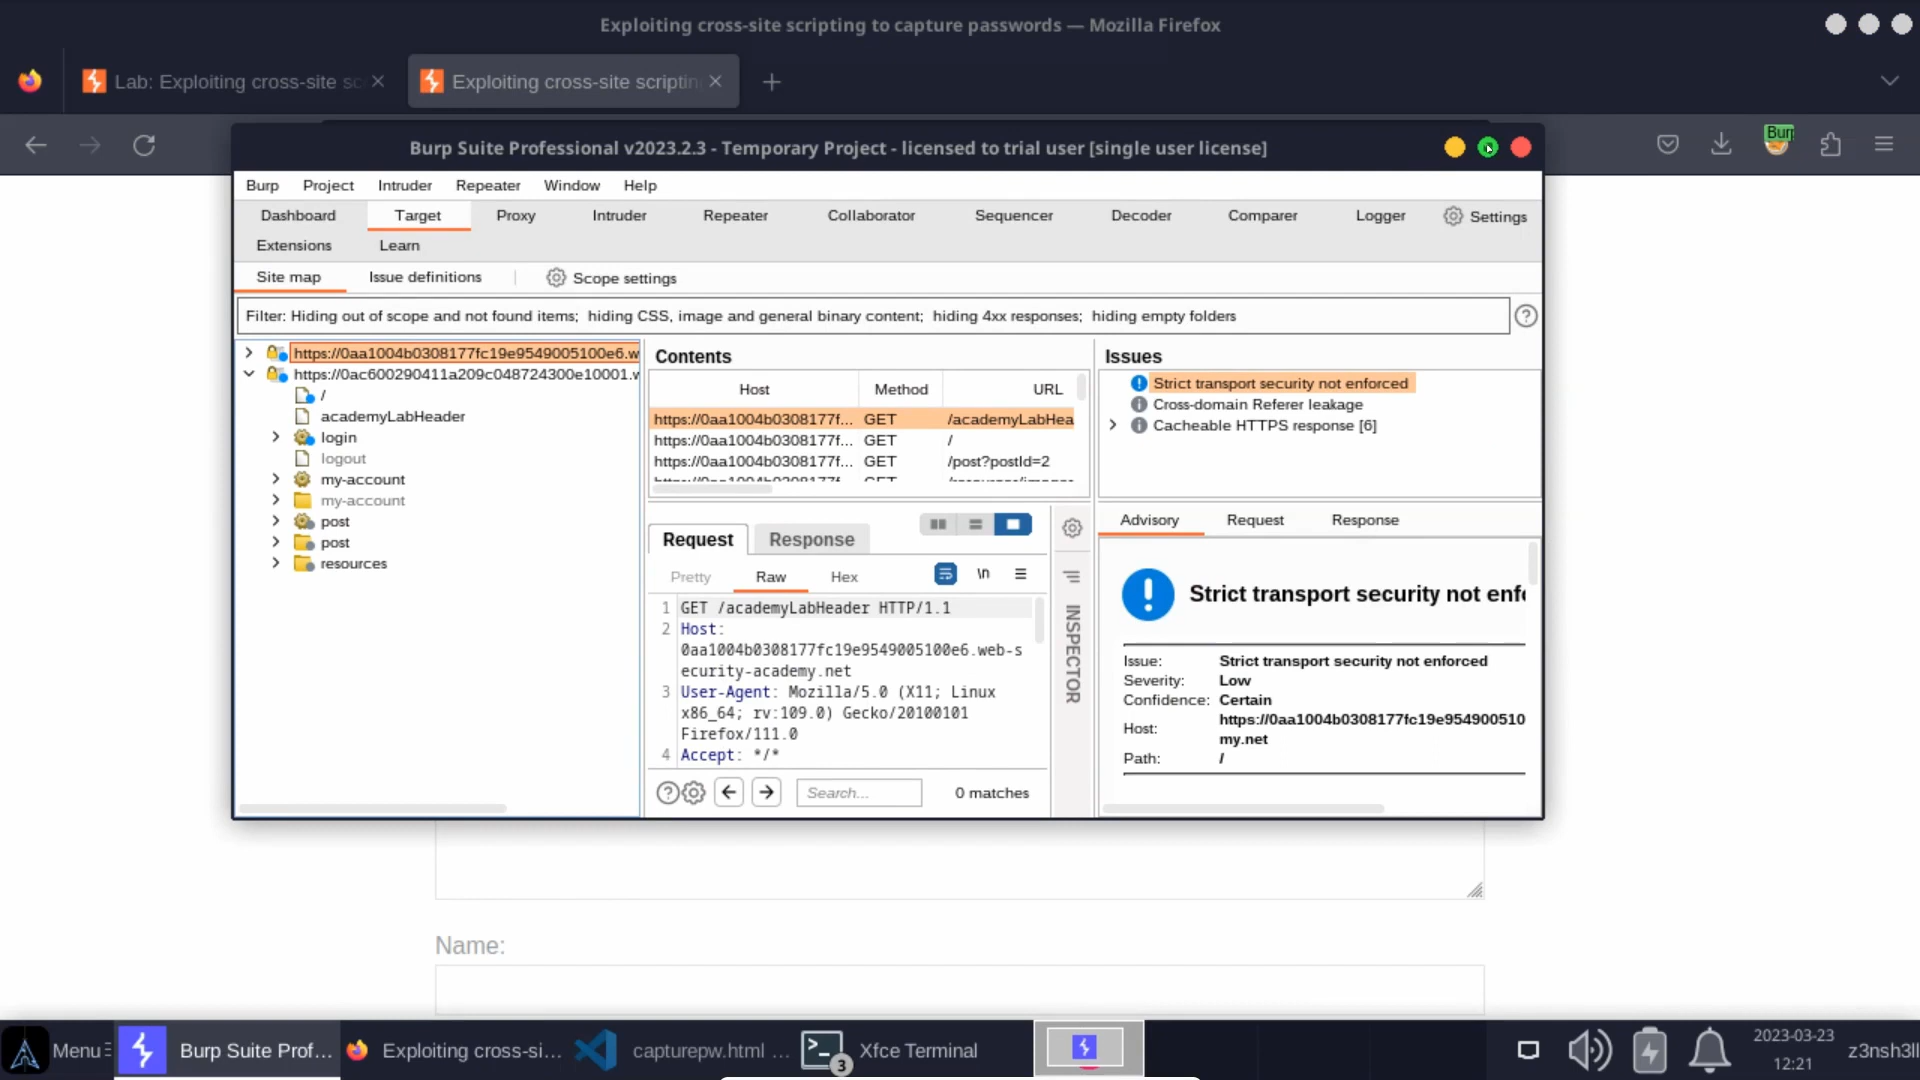 Exploiting cross-site scripting to capture passwords — Mozilla Firefox
Lab: Exploiting cross-site sc
Exploiting cross-site scriptin
Burp
Burp Suite Professional v2023.2.3 - Temporary Project - licensed to trial user [single user license]
Burp Project Intruder Repeater Window Help
Dashboard Target Proxy Intruder Repeater Collaborator Sequencer Decoder Comparer Logger Settings
Extensions Learn
Site map Issue definitions Scope settings
Filter: Hiding out of scope and not found items; hiding CSS, image and general binary content; hiding 4xx responses; hiding empty folders
https://0aa1004b0308177fc19e9549005100e6.w
https://0ac600290411a209c048724300e10001.w
/
academyLabHeader
login
logout
my-account
my-account
post
post
resources
Contents
Host Method URL
https://0aa1004b0308177f... GET /academyLabHea
https://0aa1004b0308177f... GET /
https://0aa1004b0308177f... GET /post?postId=2
Request Response
Pretty Raw Hex \n
1 GET /academyLabHeader HTTP/1.1
2 Host:
0aa1004b0308177fc19e9549005100e6.web-s
ecurity-academy.net
3 User-Agent: Mozilla/5.0 (X11; Linux
x86_64; rv:109.0) Gecko/20100101
Firefox/111.0
4 Accept: */*
Search... 0 matches
INSPECTOR
Issues
Strict transport security not enforced
Cross-domain Referer leakage
Cacheable HTTPS response [6]
Advisory Request Response
Strict transport security not enfo
Issue: Strict transport security not enforced
Severity: Low
Confidence: Certain
Host: https://0aa1004b0308177fc19e954900510
my.net
Path: /
Name:
Menu
Burp Suite Prof...
Exploiting cross-si...
capturepw.html ...
3
Xfce Terminal
2023-03-23
12:21
z3nsh3ll